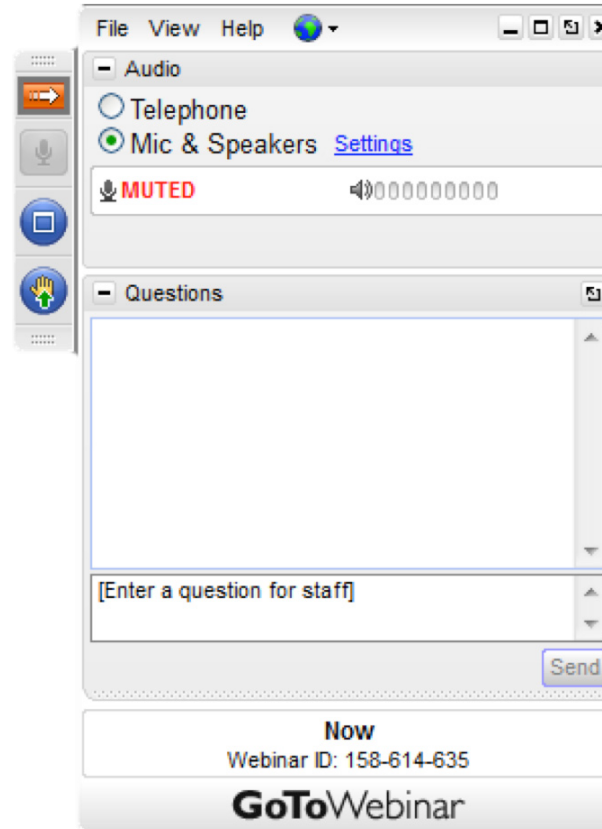 File View Help
Audio
Telephone
Mic & Speakers Settings
MUTED
Questions
[Enter a question for staff]
Send
Now
Webinar ID: 158-614-635
GoToWebinar